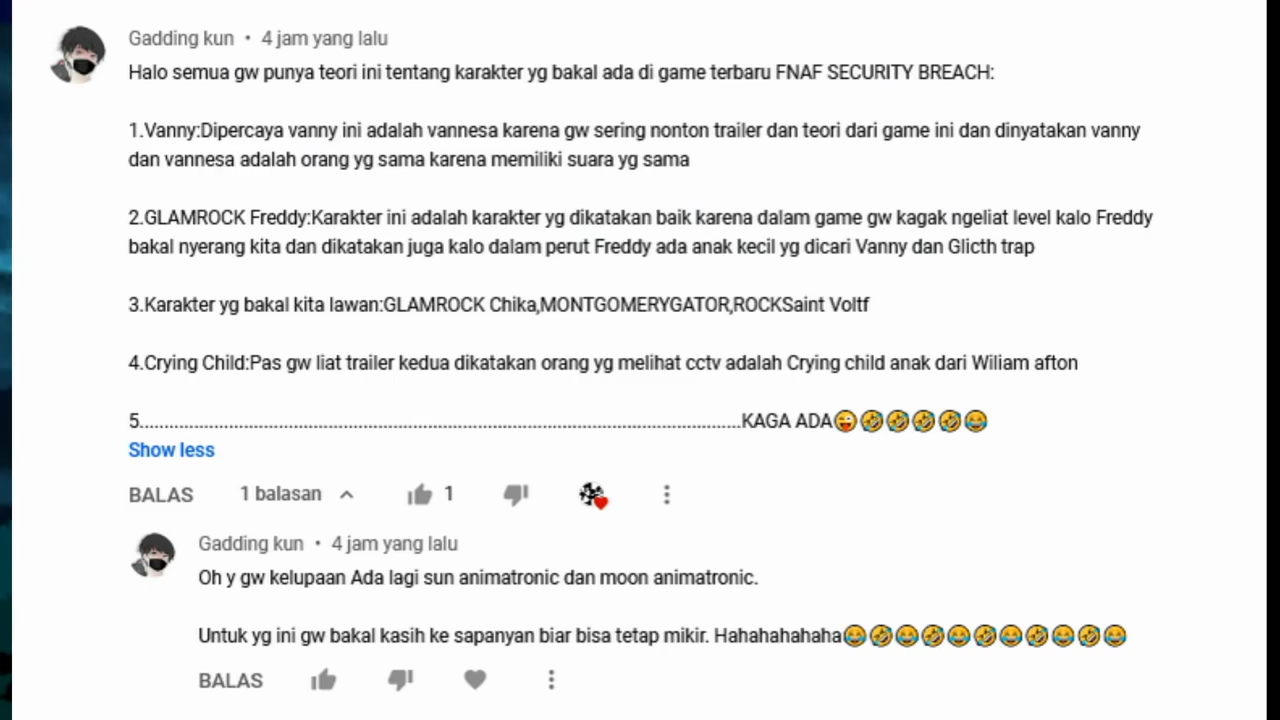 Gadding kun • 4 jam yang lalu
Halo semua gw punya teori ini tentang karakter yg bakal ada di game terbaru FNAF SECURITY BREACH:
1.Vanny:Dipercaya vanny ini adalah vannesa karena gw sering nonton trailer dan teori dari game ini dan dinyatakan vanny
dan vannesa adalah orang yg sama karena memiliki suara yg sama
2.GLAMROCK Freddy:Karakter ini adalah karakter yg dikatakan baik karena dalam game gw kagak ngeliat level kalo Freddy
bakal nyerang kita dan dikatakan juga kalo dalam perut Freddy ada anak kecil yg dicari Vanny dan Glicth trap
3.Karakter yg bakal kita lawan:GLAMROCK Chika,MONTGOMERYGATOR,ROCKSaint Voltf
4.Crying Child:Pas gw liat trailer kedua dikatakan orang yg melihat cctv adalah Crying child anak dari Wiliam afton
5.................................................................................................................KAGA ADA😜🤣🤣🤣🤣😂
Show less
BALAS 1 balasan 1
Gadding kun • 4 jam yang lalu
Oh y gw kelupaan Ada lagi sun animatronic dan moon animatronic.
Untuk yg ini gw bakal kasih ke sapanyan biar bisa tetap mikir. Hahahahahaha😂🤣😂🤣😂🤣😂🤣😂🤣😂
BALAS